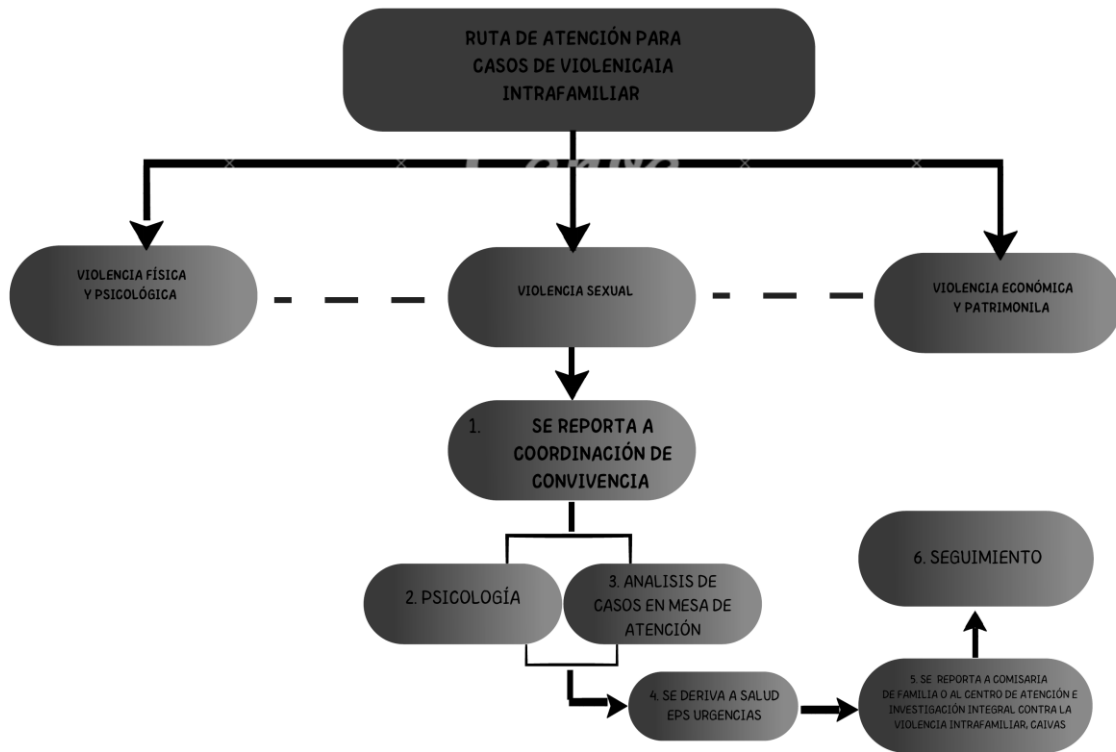 RUTA DE ATENCIÓN PARA
CASOS DE VIOLENICAIA
INTRAFAMILIAR
VIOLENCIA FÍSICA
Y PSICOLÓGICA
VIOLENCIA SEXUAL
VIOLENCIA ECONÓMICA
Y PATRIMONILA
1. SE REPORTA A
COORDINACIÓN DE
CONVIVENCIA
2. PSICOLOGÍA
3. ANALISIS DE
CASOS EN MESA DE
ATENCIÓN
4. SE DERIVA A SALUD
EPS URGENCIAS
5. SE REPORTA A COMISARIA
DE FAMILIA O AL CENTRO DE ATENCIÓN E
INVESTIGACIÓN INTEGRAL CONTRA LA
VIOLENCIA INTRAFAMILIAR, CAIVAS
6. SEGUIMIENTO